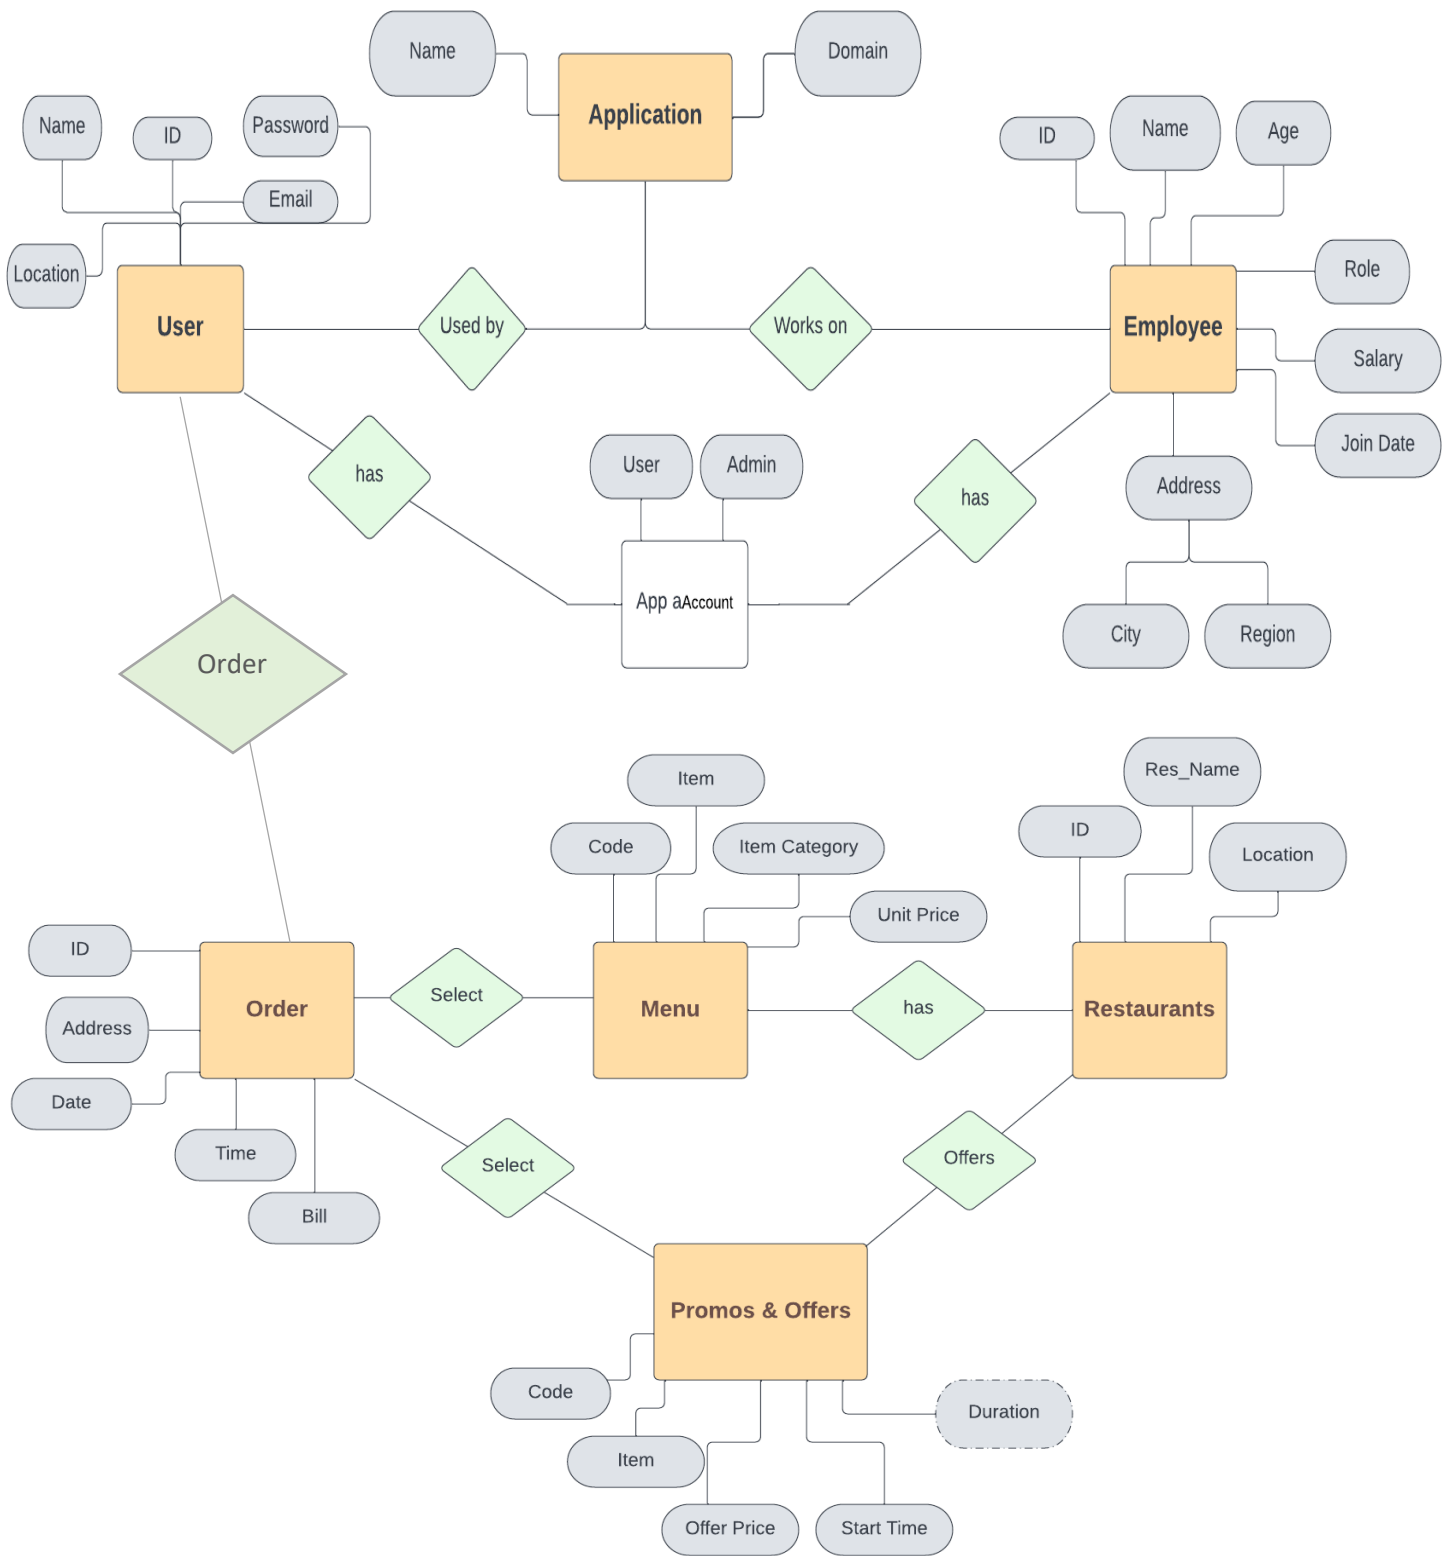 Name
Domain
Application
Name
ID
Password
Email
Location
User
ID
Name
Age
Role
Salary
Join Date
Employee
Used by
Works on
has
User
Admin
has
Address
App aAccount
City
Region
Order
Item
Res_Name
Code
Item Category
ID
Location
Unit Price
ID
Address
Date
Order
Select
Menu
has
Restaurants
Time
Bill
Select
Offers
Promos & Offers
Code
Item
Duration
Offer Price
Start Time